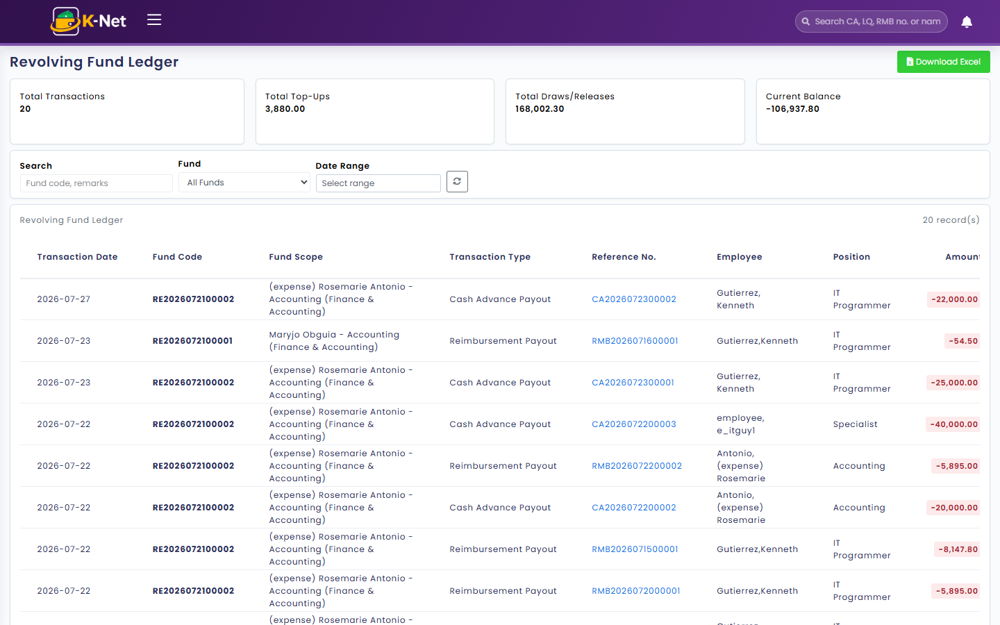 K-Net
Search CA, LQ, RMB no. or nam
Revolving Fund Ledger
Download Excel
Total Transactions
20
Total Top-Ups
3,880.00
Total Draws/Releases
168,002.30
Current Balance
-106,937.80
Search
Fund code, remarks
Fund
All Funds
Date Range
Select range
Revolving Fund Ledger
20 record(s)
Transaction Date Fund Code Fund Scope Transaction Type Reference No. Employee Position Amount
2026-07-27 RE2026072100002 (expense) Rosemarie Antonio -
Accounting (Finance &
Accounting)
Cash Advance Payout CA2026072300002 Gutierrez,
Kenneth
IT
Programmer
-22,000.00
2026-07-23 RE2026072100001 Maryjo Obguia - Accounting
(Finance & Accounting)
Reimbursement Payout RMB2026071600001 Gutierrez,Kenneth IT
Programmer
-54.50
2026-07-23 RE2026072100002 (expense) Rosemarie Antonio -
Accounting (Finance &
Accounting)
Cash Advance Payout CA2026072300001 Gutierrez,
Kenneth
IT
Programmer
-25,000.00
2026-07-22 RE2026072100002 (expense) Rosemarie Antonio -
Accounting (Finance &
Accounting)
Cash Advance Payout CA2026072200003 employee,
e_itguy1
Specialist -40,000.00
2026-07-22 RE2026072100002 (expense) Rosemarie Antonio -
Accounting (Finance &
Accounting)
Reimbursement Payout RMB2026072200002 Antonio,
(expense)
Rosemarie
Accounting -5,895.00
2026-07-22 RE2026072100002 (expense) Rosemarie Antonio -
Accounting (Finance &
Accounting)
Cash Advance Payout CA2026072200002 Antonio,
(expense)
Rosemarie
Accounting -20,000.00
2026-07-22 RE2026072100002 (expense) Rosemarie Antonio -
Accounting (Finance &
Accounting)
Reimbursement Payout RMB2026071500001 Gutierrez,Kenneth IT
Programmer
-8,147.80
2026-07-22 RE2026072100002 (expense) Rosemarie Antonio -
Accounting (Finance &
Accounting)
Reimbursement Payout RMB2026072000001 Gutierrez,Kenneth IT
Programmer
-5,895.00
(expense) Rosemarie Antonio -